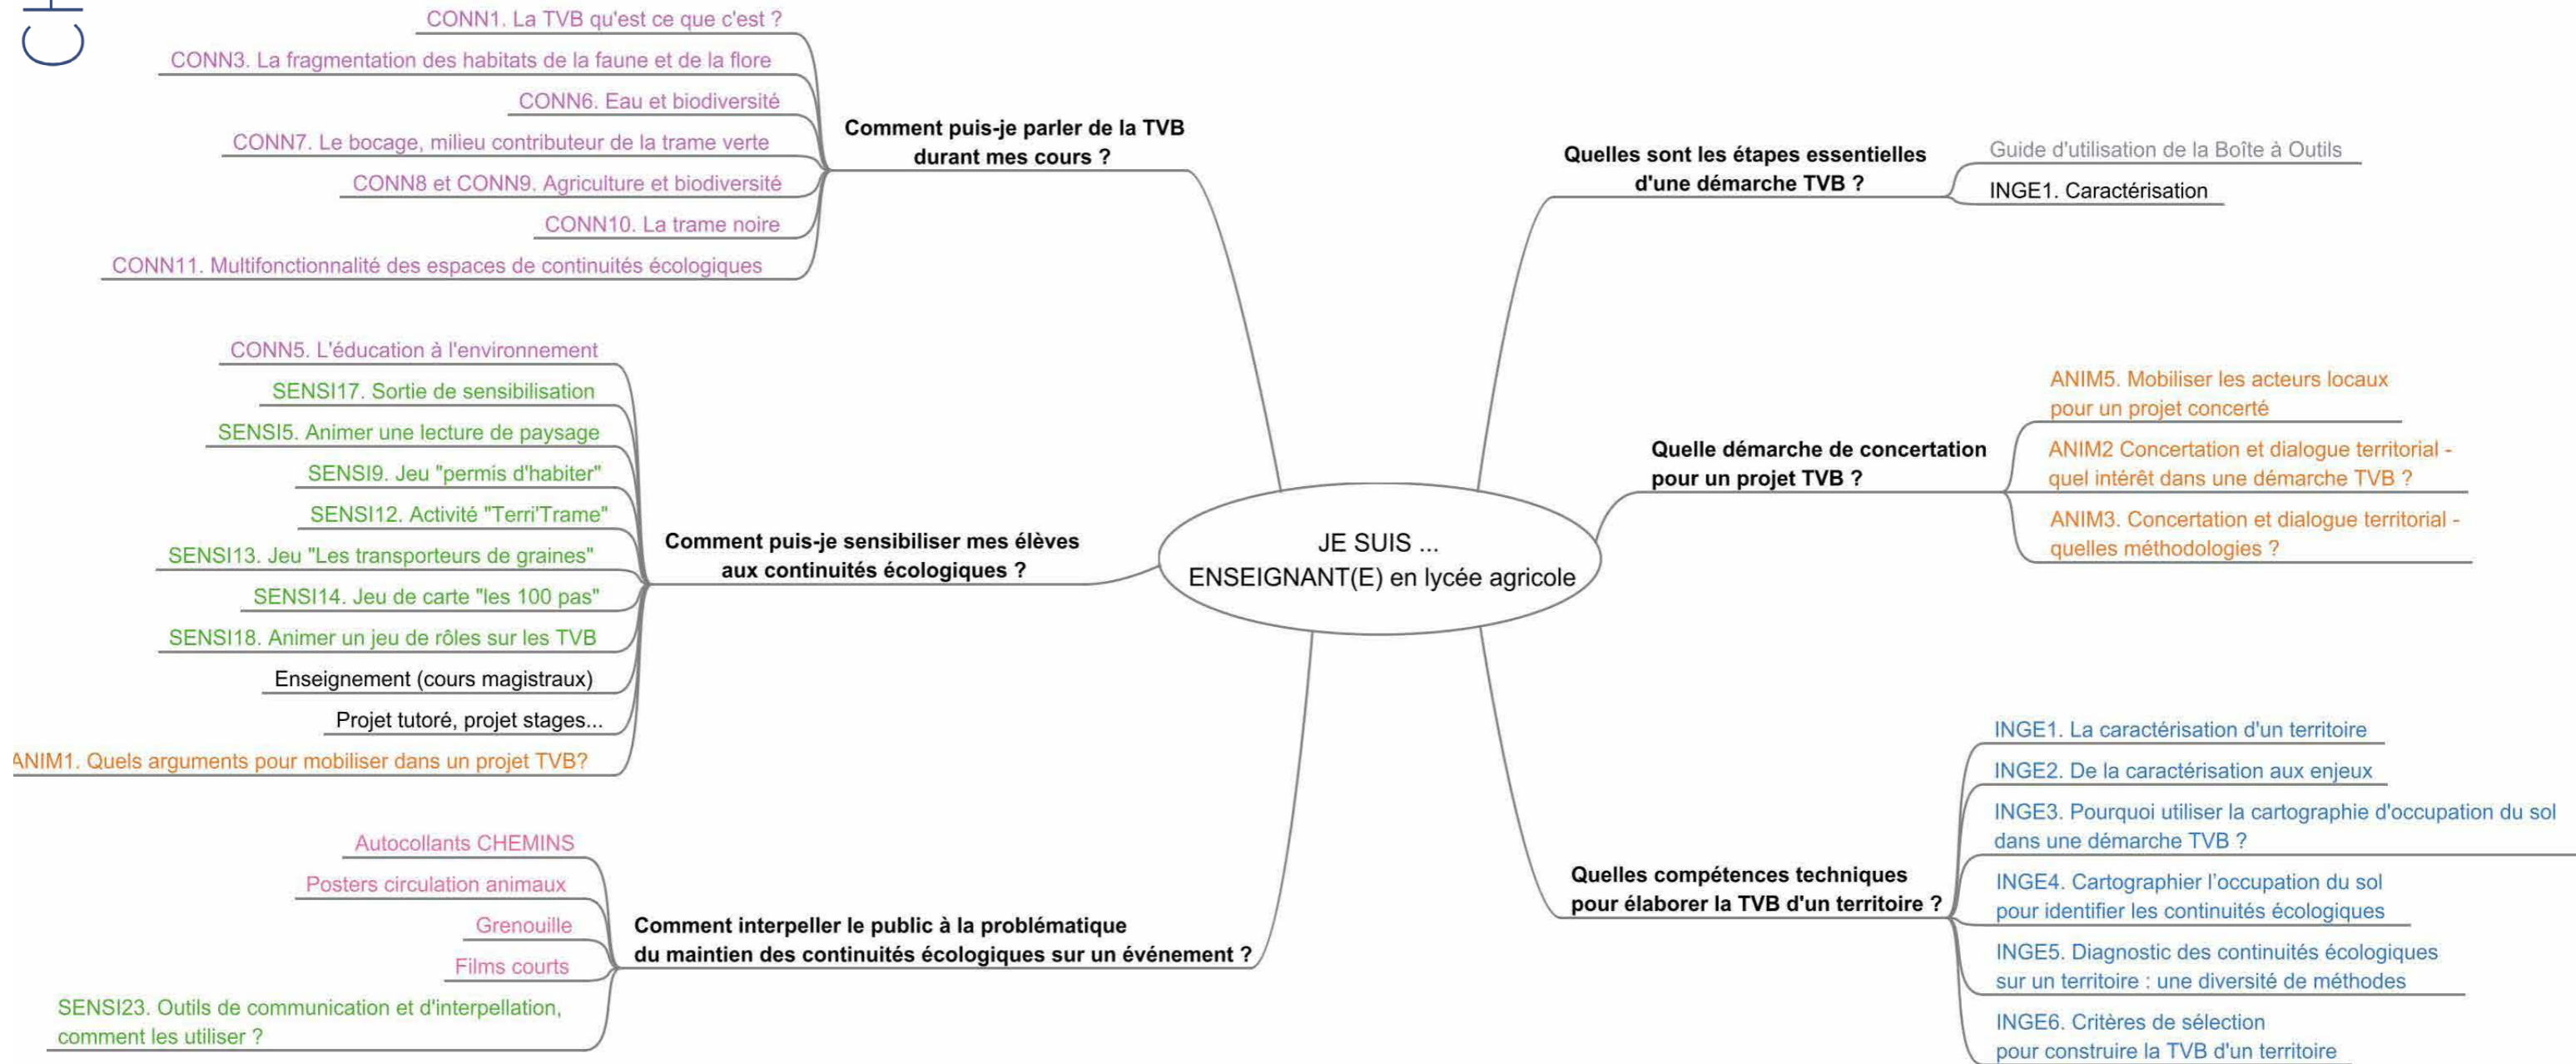 CH
CONN1. La TVB qu'est ce que c'est ?
CONN3. La fragmentation des habitats de la faune et de la flore
CONN6. Eau et biodiversité
CONN7. Le bocage, milieu contributeur de la trame verte
CONN8 et CONN9. Agriculture et biodiversité
CONN10. La trame noire
CONN11. Multifonctionnalité des espaces de continuités écologiques
Comment puis-je parler de la TVB
durant mes cours ?
CONN5. L'éducation à l'environnement
SENSI17. Sortie de sensibilisation
SENSI5. Animer une lecture de paysage
SENSI9. Jeu "permis d'habiter"
SENSI12. Activité "Terri'Trame"
SENSI13. Jeu "Les transporteurs de graines"
SENSI14. Jeu de carte "les 100 pas"
SENSI18. Animer un jeu de rôles sur les TVB
Enseignement (cours magistraux)
Projet tutoré, projet stages...
ANIM1. Quels arguments pour mobiliser dans un projet TVB?
Comment puis-je sensibiliser mes élèves
aux continuités écologiques ?
Autocollants CHEMINS
Posters circulation animaux
Grenouille
Films courts
SENSI23. Outils de communication et d'interpellation,
comment les utiliser ?
Comment interpeller le public à la problématique
du maintien des continuités écologiques sur un événement ?
JE SUIS ...
ENSEIGNANT(E) en lycée agricole
Quelles sont les étapes essentielles
d'une démarche TVB ?
Guide d'utilisation de la Boîte à Outils
INGE1. Caractérisation
Quelle démarche de concertation
pour un projet TVB ?
ANIM5. Mobiliser les acteurs locaux
pour un projet concerté
ANIM2 Concertation et dialogue territorial -
quel intérêt dans une démarche TVB ?
ANIM3. Concertation et dialogue territorial -
quelles méthodologies ?
Quelles compétences techniques
pour élaborer la TVB d'un territoire ?
INGE1. La caractérisation d'un territoire
INGE2. De la caractérisation aux enjeux
INGE3. Pourquoi utiliser la cartographie d'occupation du sol
dans une démarche TVB ?
INGE4. Cartographier l'occupation du sol
pour identifier les continuités écologiques
INGE5. Diagnostic des continuités écologiques
sur un territoire : une diversité de méthodes
INGE6. Critères de sélection
pour construire la TVB d'un territoire